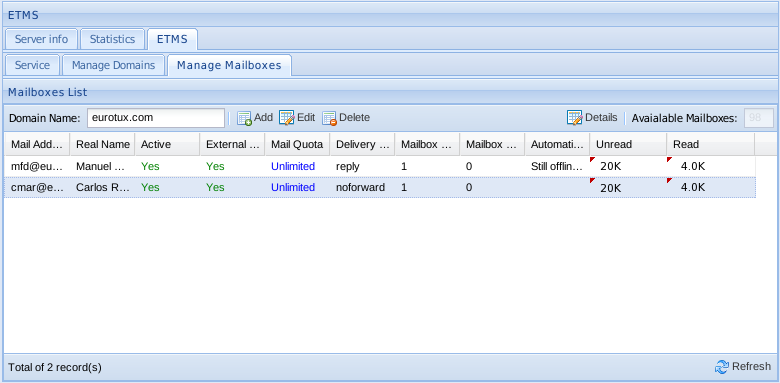 ETMS
Server info Statistics ETMS
Service Manage Domains Manage Mailboxes
Mailboxes List
Domain Name: eurotux.com Add Edit Delete Details Avaialable Mailboxes: 98
Mail Add... Real Name Active External ... Mail Quota Delivery ... Mailbox ... Mailbox ... Automati... Unread Read
mfd@eu... Manuel ... Yes Yes Unlimited reply 1 0 Still offlin... 20K 4.0K
cmar@e... Carlos R... Yes Yes Unlimited noforward 1 0 20K 4.0K
Total of 2 record(s) Refresh